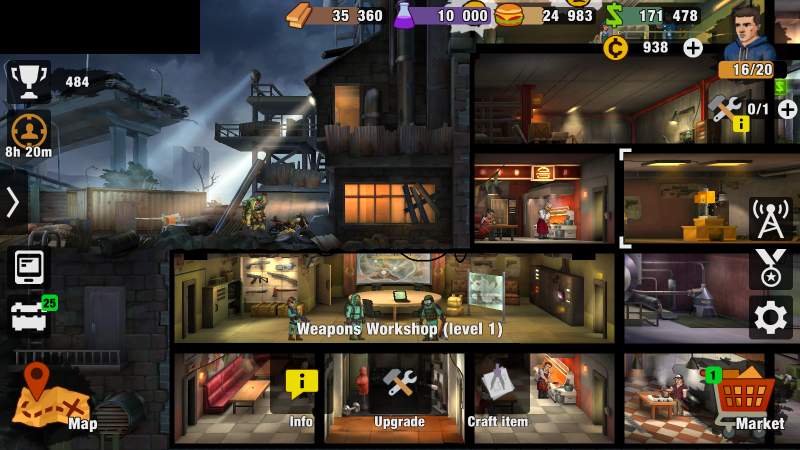 35 360
10 000
24 983
$
171 478
C
938
16/20
484
$
0/1
8h 20m
25
Weapons Workshop (level 1)
Info
Upgrade
Craft item
1
Map
Market